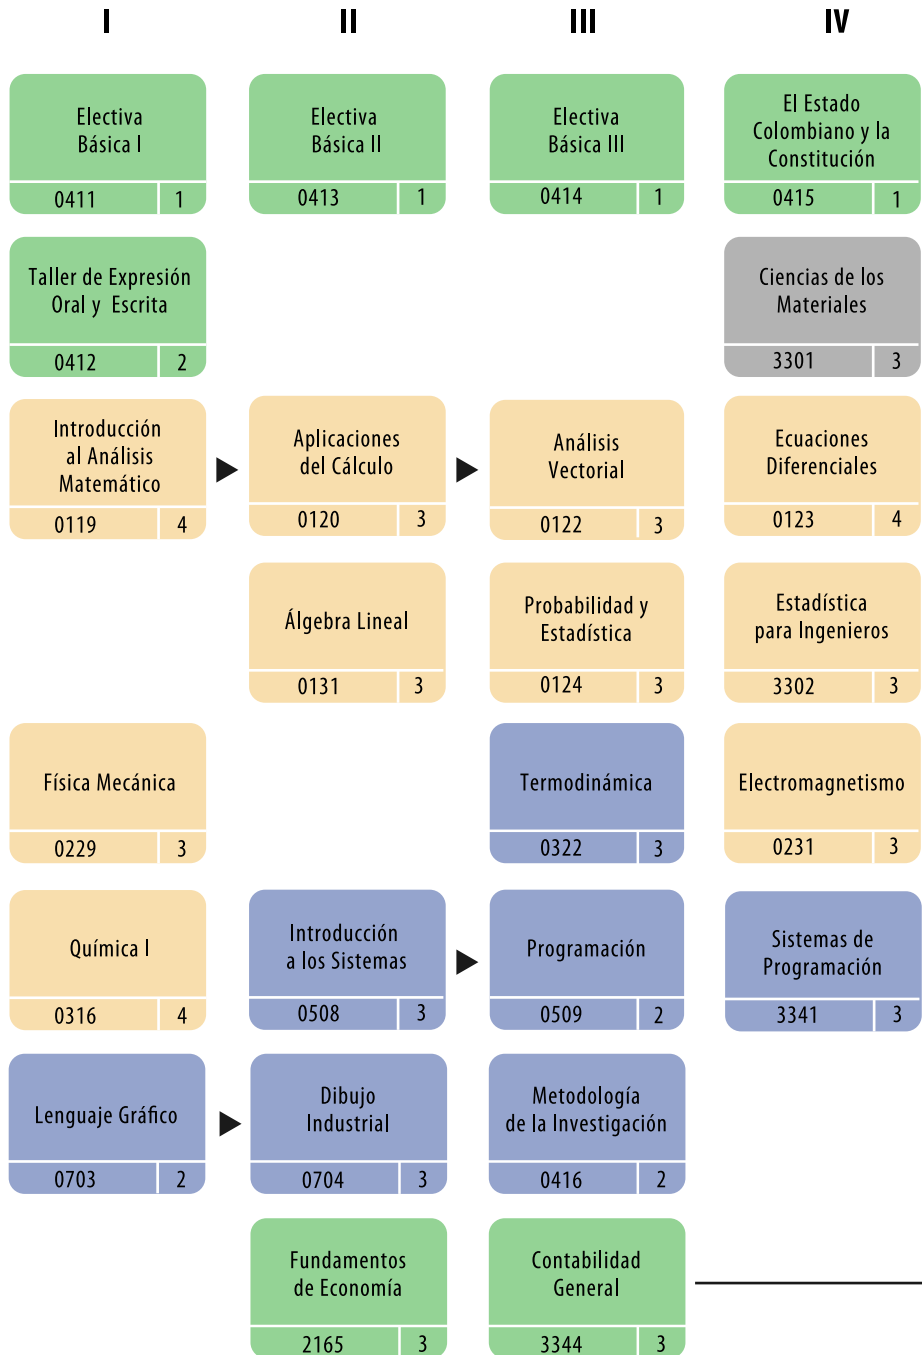 I II III IV
Electiva
Básica I
0411 1
Electiva
Básica II
0413 1
Electiva
Básica III
0414 1
El Estado
Colombiano y la
Constitución
0415 1
Taller de Expresión
Oral y Escrita
0412 2
Ciencias de los
Materiales
3301 3
Introducción
al Análisis
Matemático
0119 4
Aplicaciones
del Cálculo
0120 3
Análisis
Vectorial
0122 3
Ecuaciones
Diferenciales
0123 4
Álgebra Lineal
0131 3
Probabilidad y
Estadística
0124 3
Estadística
para Ingenieros
3302 3
Física Mecánica
0229 3
Termodinámica
0322 3
Electromagnetismo
0231 3
Química I
0316 4
Introducción
a los Sistemas
0508 3
Programación
0509 2
Sistemas de
Programación
3341 3
Lenguaje Gráfico
0703 2
Dibujo
Industrial
0704 3
Metodología
de la Investigación
0416 2
Fundamentos
de Economía
2165 3
Contabilidad
General
3344 3